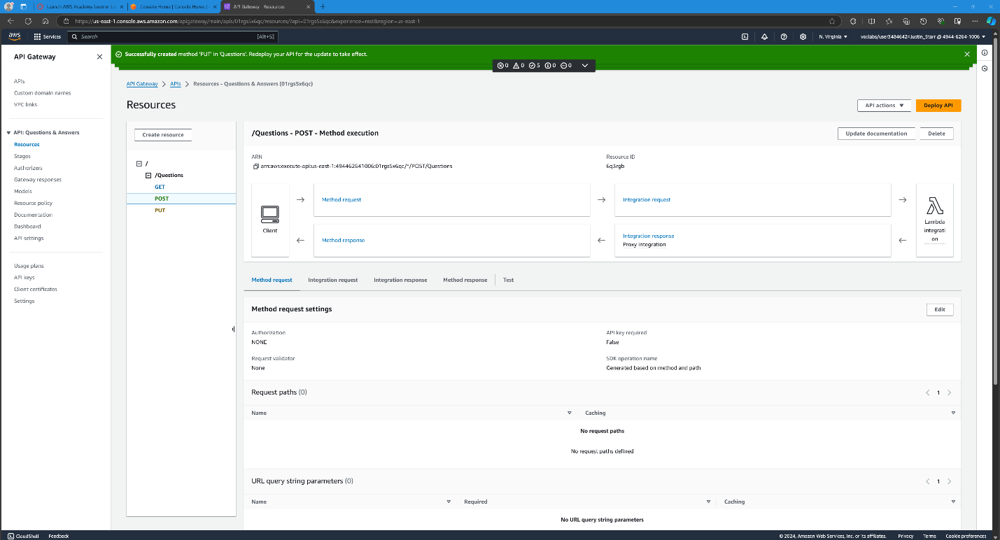 Launch AWS Academy Learner La
Console Home | Console Home |
API Gateway - Resources
https://us-east-1.console.aws.amazon.com/apigateway/main/apis/01rgs5x6qc/resources/?api=01rgs5x6qc&experience=rest&region=us-east-1
aws
Services
Search
[Alt+S]
N. Virginia
voclabs/user3484642=Justin_Starr @ 4944-6264-1006
API Gateway
Successfully created method 'PUT' in 'Questions'. Redeploy your API for the update to take effect.
0 0 5 0 0
APIs
Custom domain names
VPC links
API: Questions & Answers
Resources
Stages
Authorizers
Gateway responses
Models
Resource policy
Documentation
Dashboard
API settings
Usage plans
API keys
Client certificates
Settings
API Gateway > APIs > Resources - Questions & Answers (01rgs5x6qc)
Resources
API actions
Deploy API
Create resource
/
/Questions
GET
POST
PUT
/Questions - POST - Method execution
Update documentation
Delete
ARN
arn:aws:execute-api:us-east-1:494462641006:01rgs5x6qc/*/POST/Questions
Resource ID
6q3rgb
Client
Method request
Integration request
Method response
Integration response
Proxy integration
Lambda
integrati
on
Method request
Integration request
Integration response
Method response
Test
Method request settings
Edit
Authorization
NONE
API key required
False
Request validator
None
SDK operation name
Generated based on method and path
Request paths (0)
1
Name
Caching
No request paths
No request paths defined
URL query string parameters (0)
1
Name
Required
Caching
No URL query string parameters
CloudShell
Feedback
© 2024, Amazon Web Services, Inc. or its affiliates.
Privacy
Terms
Cookie preferences